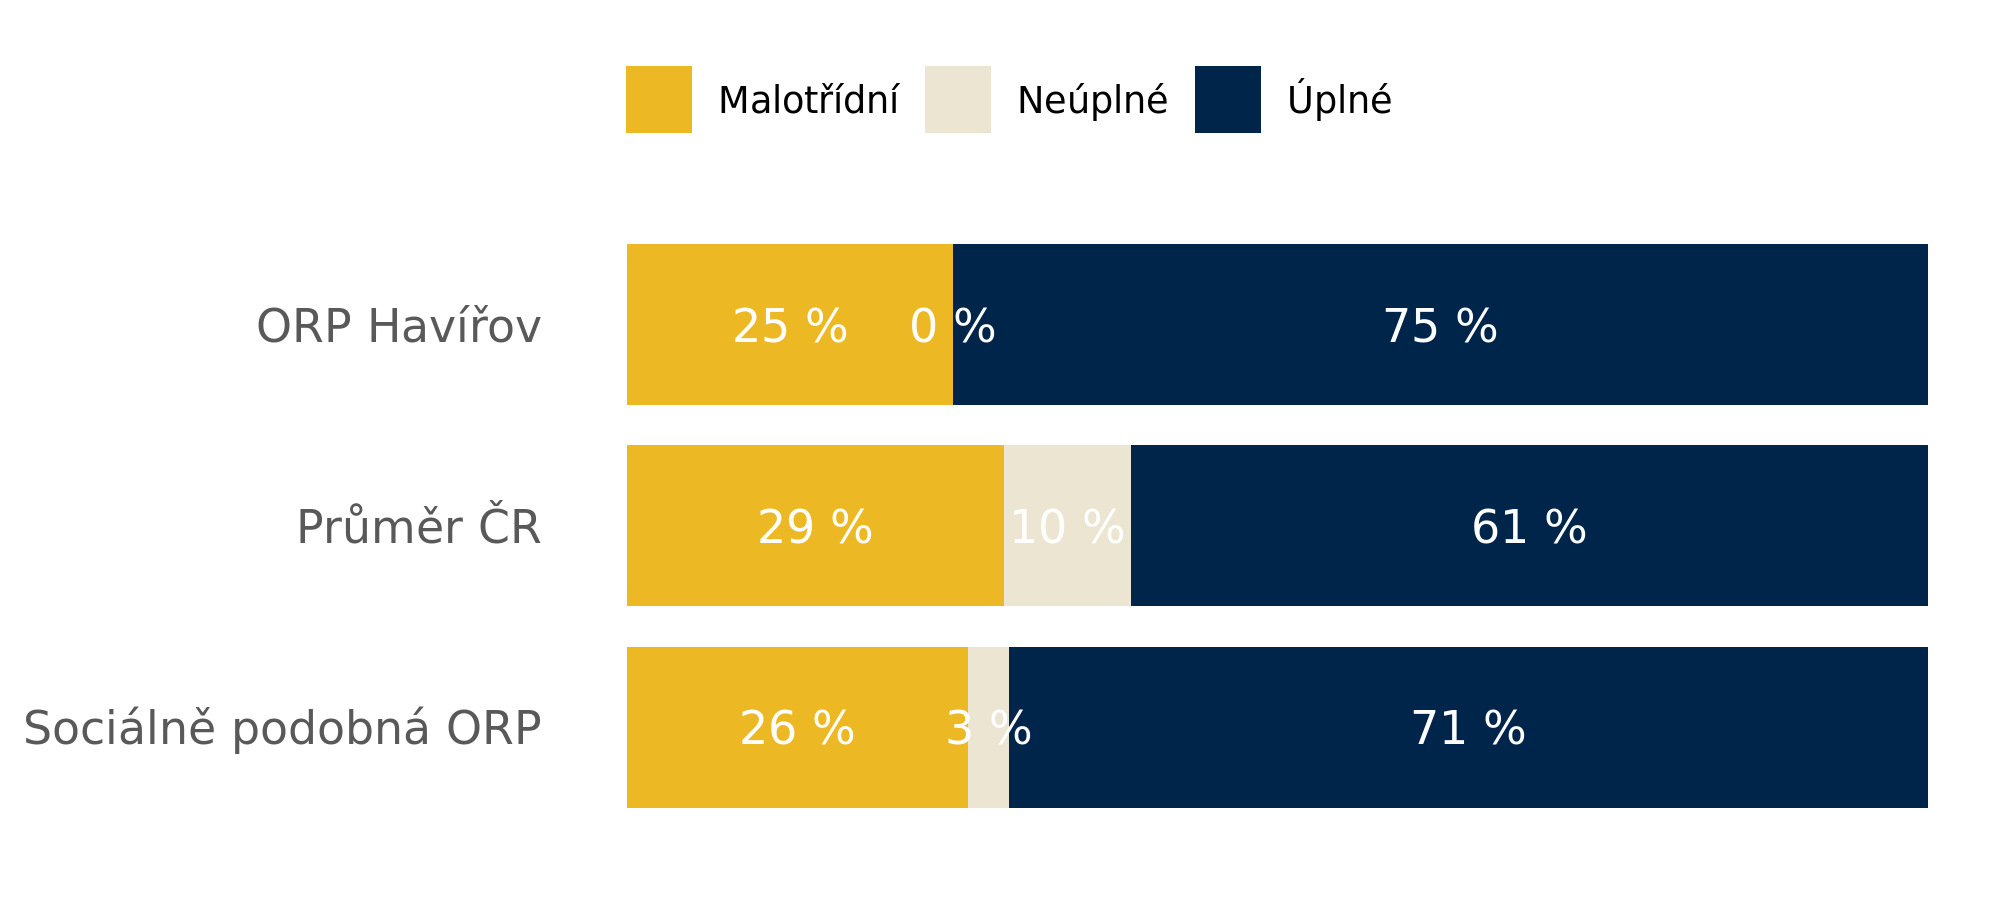 Malotřídní Neúplné Úplné
ORP Havířov 25 % 0 % 75 %
Průměr ČR 29 % 10 % 61 %
Sociálně podobná ORP 26 % 3 % 71 %